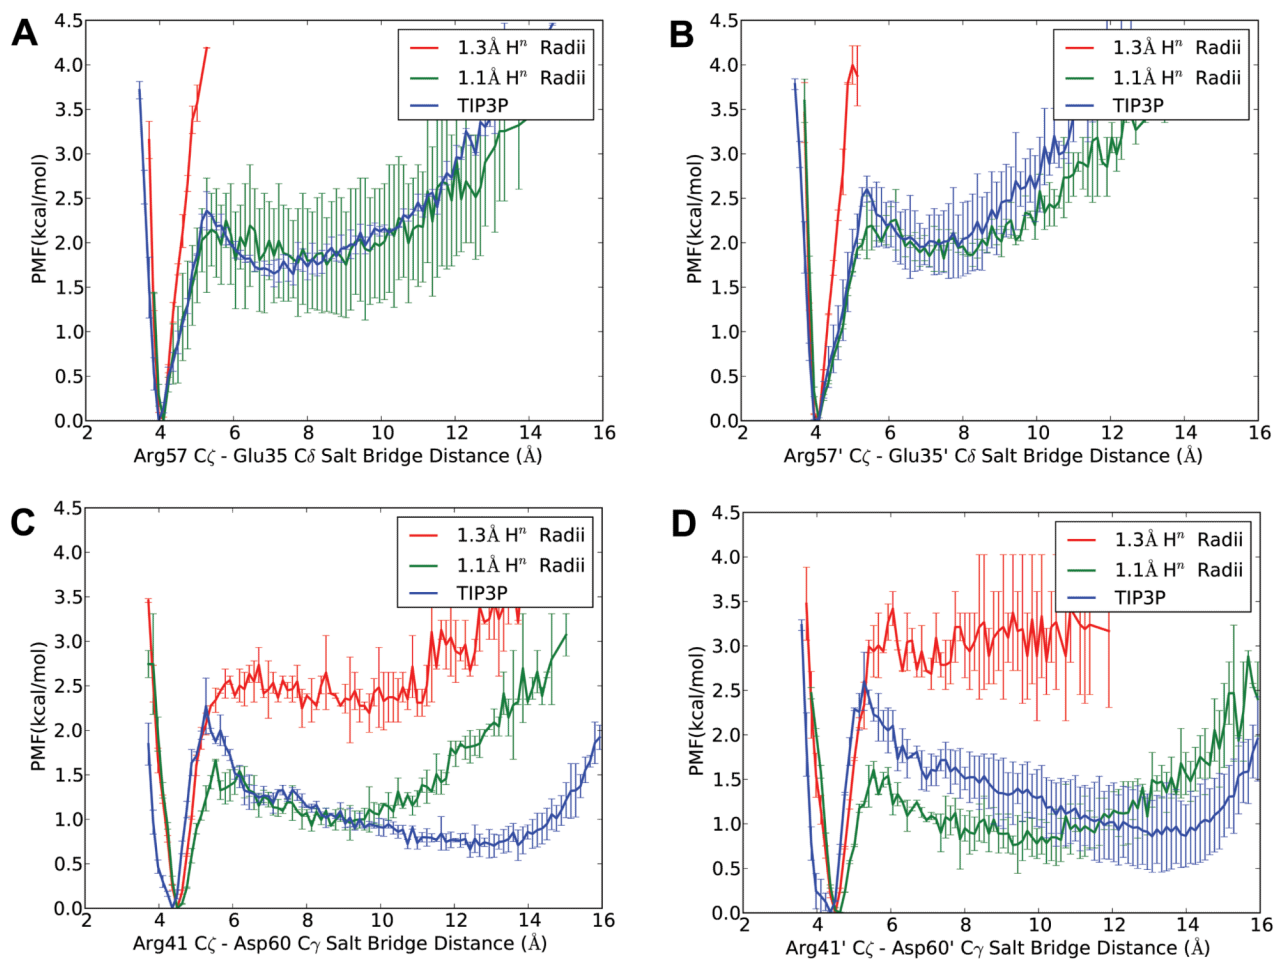 A
4.5
4.0
3.5
3.0
2.5
2.0
1.5
1.0
0.5
0.0
PMF(kcal/mol)
1.3Å Hⁿ Radii
1.1Å Hⁿ Radii
TIP3P
2 4 6 8 10 12 14 16
Arg57 Cζ - Glu35 Cδ Salt Bridge Distance (Å)
B
4.5
4.0
3.5
3.0
2.5
2.0
1.5
1.0
0.5
0.0
PMF(kcal/mol)
1.3Å Hⁿ Radii
1.1Å Hⁿ Radii
TIP3P
2 4 6 8 10 12 14 16
Arg57' Cζ - Glu35' Cδ Salt Bridge Distance (Å)
C
4.5
4.0
3.5
3.0
2.5
2.0
1.5
1.0
0.5
0.0
PMF(kcal/mol)
1.3Å Hⁿ Radii
1.1Å Hⁿ Radii
TIP3P
2 4 6 8 10 12 14 16
Arg41 Cζ - Asp60 Cγ Salt Bridge Distance (Å)
D
4.5
4.0
3.5
3.0
2.5
2.0
1.5
1.0
0.5
0.0
PMF(kcal/mol)
1.3Å Hⁿ Radii
1.1Å Hⁿ Radii
TIP3P
2 4 6 8 10 12 14 16
Arg41' Cζ - Asp60' Cγ Salt Bridge Distance (Å)